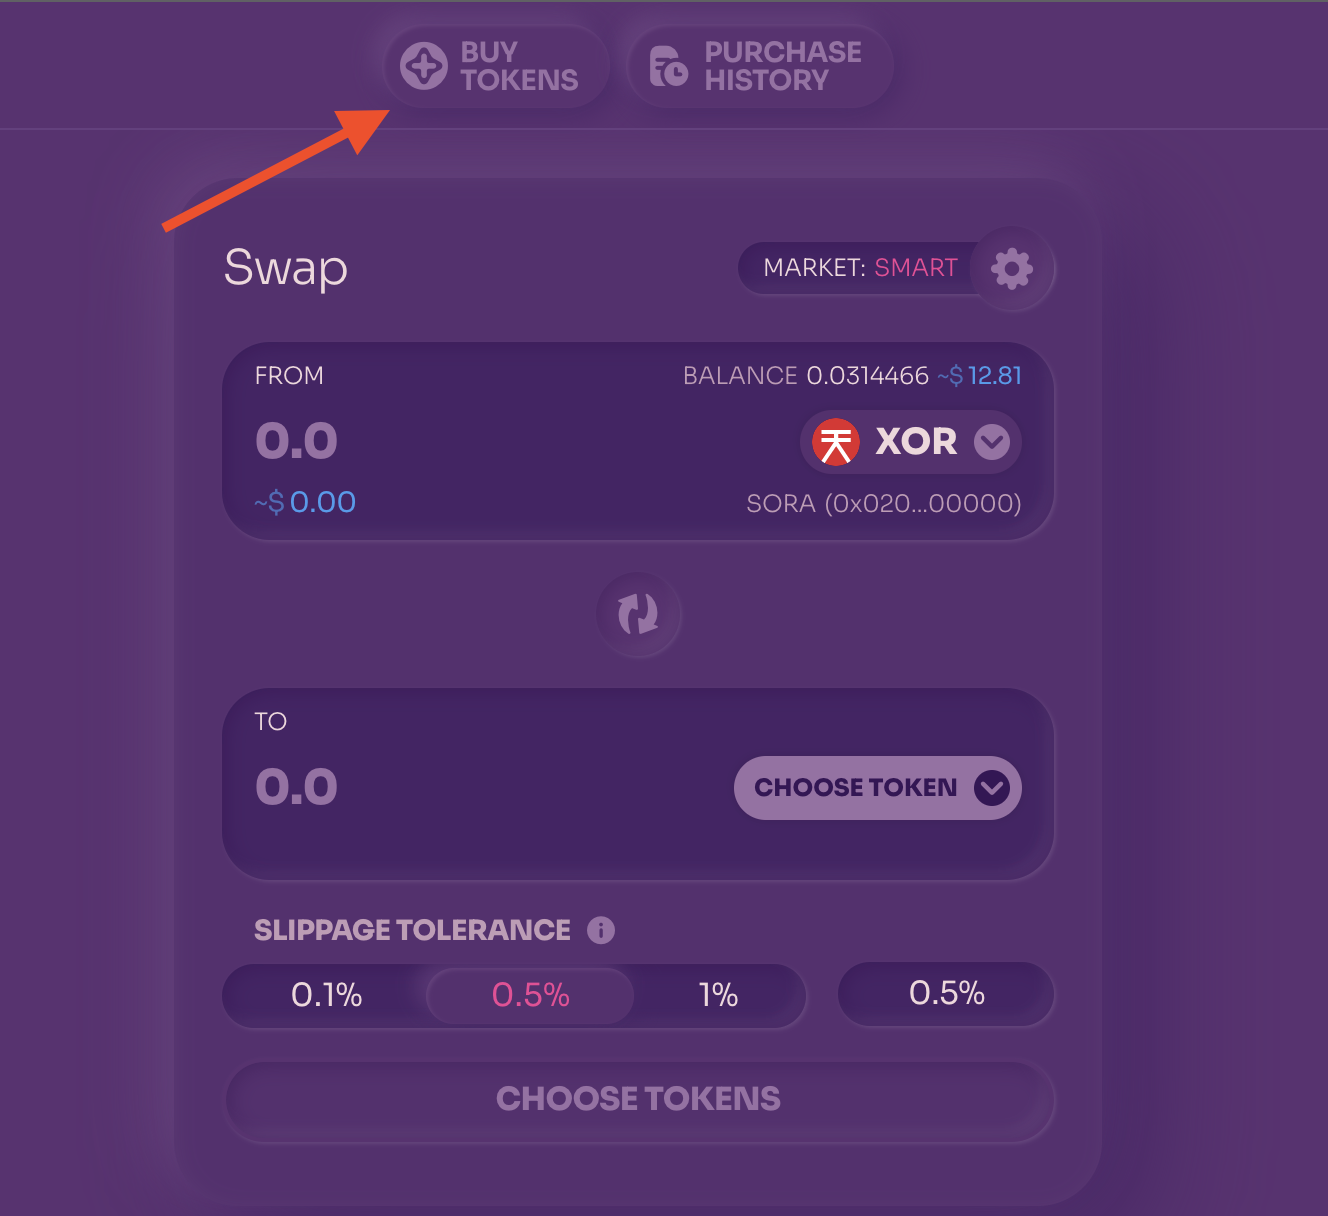 BUY
TOKENS
PURCHASE
HISTORY
Swap
MARKET: SMART
FROM
BALANCE 0.0314466 ~$ 12.81
0.0
XOR
~$ 0.00
SORA (0x020...00000)
TO
0.0
CHOOSE TOKEN
SLIPPAGE TOLERANCE
0.1%
0.5%
1%
0.5%
CHOOSE TOKENS